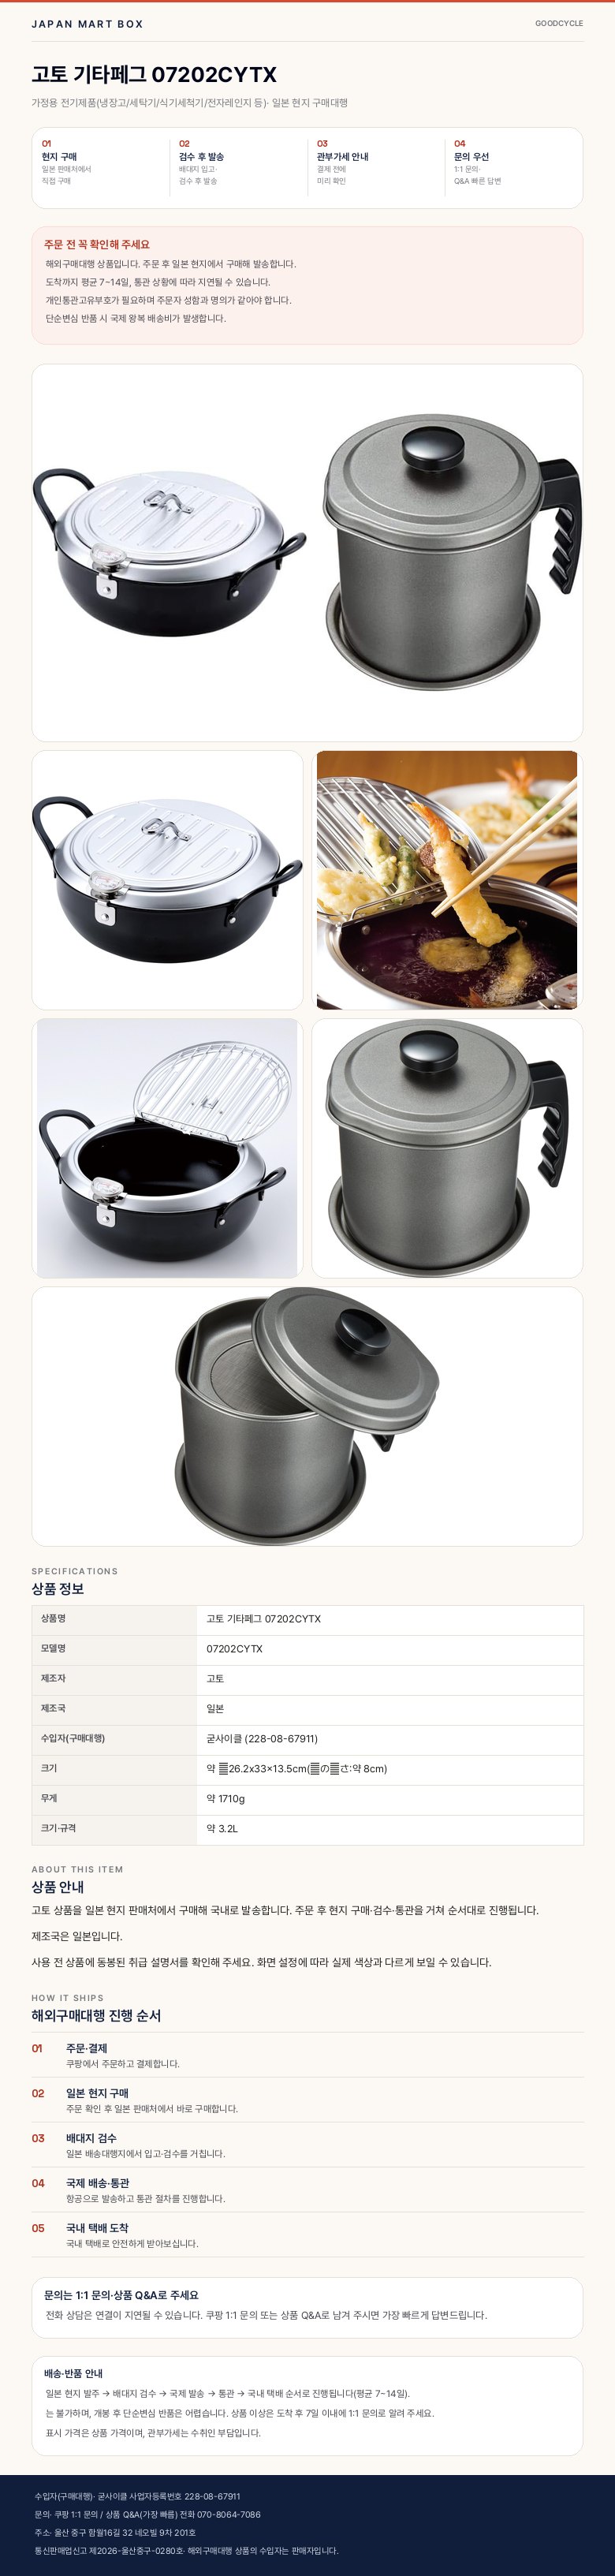 JAPAN MART BOX
GOODCYCLE
고토 기타페그 07202CYTX
가정용 전기제품(냉장고/세탁기/식기세척기/전자레인지 등)· 일본 현지 구매대행
01
현지 구매
일본 판매처에서
직접 구매
02
검수 후 발송
배대지 입고·
검수 후 발송
03
관부가세 안내
결제 전에
미리 확인
04
문의 우선
1:1 문의·
Q&A 빠른 답변
주문 전 꼭 확인해 주세요
해외구매대행 상품입니다. 주문 후 일본 현지에서 구매해 발송합니다.
도착까지 평균 7~14일, 통관 상황에 따라 지연될 수 있습니다.
개인통관고유부호가 필요하며 주문자 성함과 명의가 같아야 합니다.
단순변심 반품 시 국제 왕복 배송비가 발생합니다.
SPECIFICATIONS
상품 정보
상품명 고토 기타페그 07202CYTX
모델명 07202CYTX
제조자 고토
제조국 일본
수입자(구매대행) 굳사이클 (228-08-67911)
크기 약 26.2x33×13.5cm(の さ:약 8cm)
무게 약 1710g
크기·규격 약 3.2L
ABOUT THIS ITEM
상품 안내
고토 상품을 일본 현지 판매처에서 구매해 국내로 발송합니다. 주문 후 현지 구매·검수·통관을 거쳐 순서대로 진행됩니다.
제조국은 일본입니다.
사용 전 상품에 동봉된 취급 설명서를 확인해 주세요. 화면 설정에 따라 실제 색상과 다르게 보일 수 있습니다.
HOW IT SHIPS
해외구매대행 진행 순서
01 주문·결제
쿠팡에서 주문하고 결제합니다.
02 일본 현지 구매
주문 확인 후 일본 판매처에서 바로 구매합니다.
03 배대지 검수
일본 배송대행지에서 입고·검수를 거칩니다.
04 국제 배송·통관
항공으로 발송하고 통관 절차를 진행합니다.
05 국내 택배 도착
국내 택배로 안전하게 받아보십니다.
문의는 1:1 문의·상품 Q&A로 주세요
전화 상담은 연결이 지연될 수 있습니다. 쿠팡 1:1 문의 또는 상품 Q&A로 남겨 주시면 가장 빠르게 답변드립니다.
배송·반품 안내
일본 현지 발주 → 배대지 검수 → 국제 발송 → 통관 → 국내 택배 순서로 진행됩니다(평균 7~14일).
는 불가하며, 개봉 후 단순변심 반품은 어렵습니다. 상품 이상은 도착 후 7일 이내에 1:1 문의로 알려 주세요.
표시 가격은 상품 가격이며, 관부가세는 수취인 부담입니다.
수입자(구매대행)· 굳사이클 사업자등록번호 228-08-67911
문의· 쿠팡 1:1 문의 / 상품 Q&A(가장 빠름) 전화 070-8064-7086
주소· 울산 중구 함월16길 32 네오빌 9차 201호
통신판매업신고 제2026-울산중구-0280호· 해외구매대행 상품의 수입자는 판매자입니다.